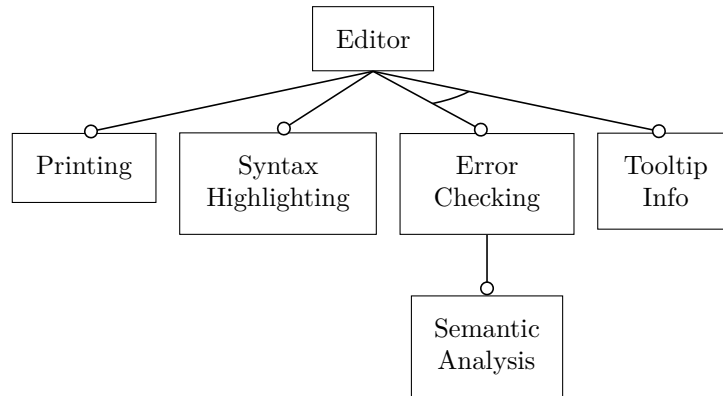 Editor
Printing
Syntax
Highlighting
Error
Checking
Tooltip
Info
Semantic
Analysis